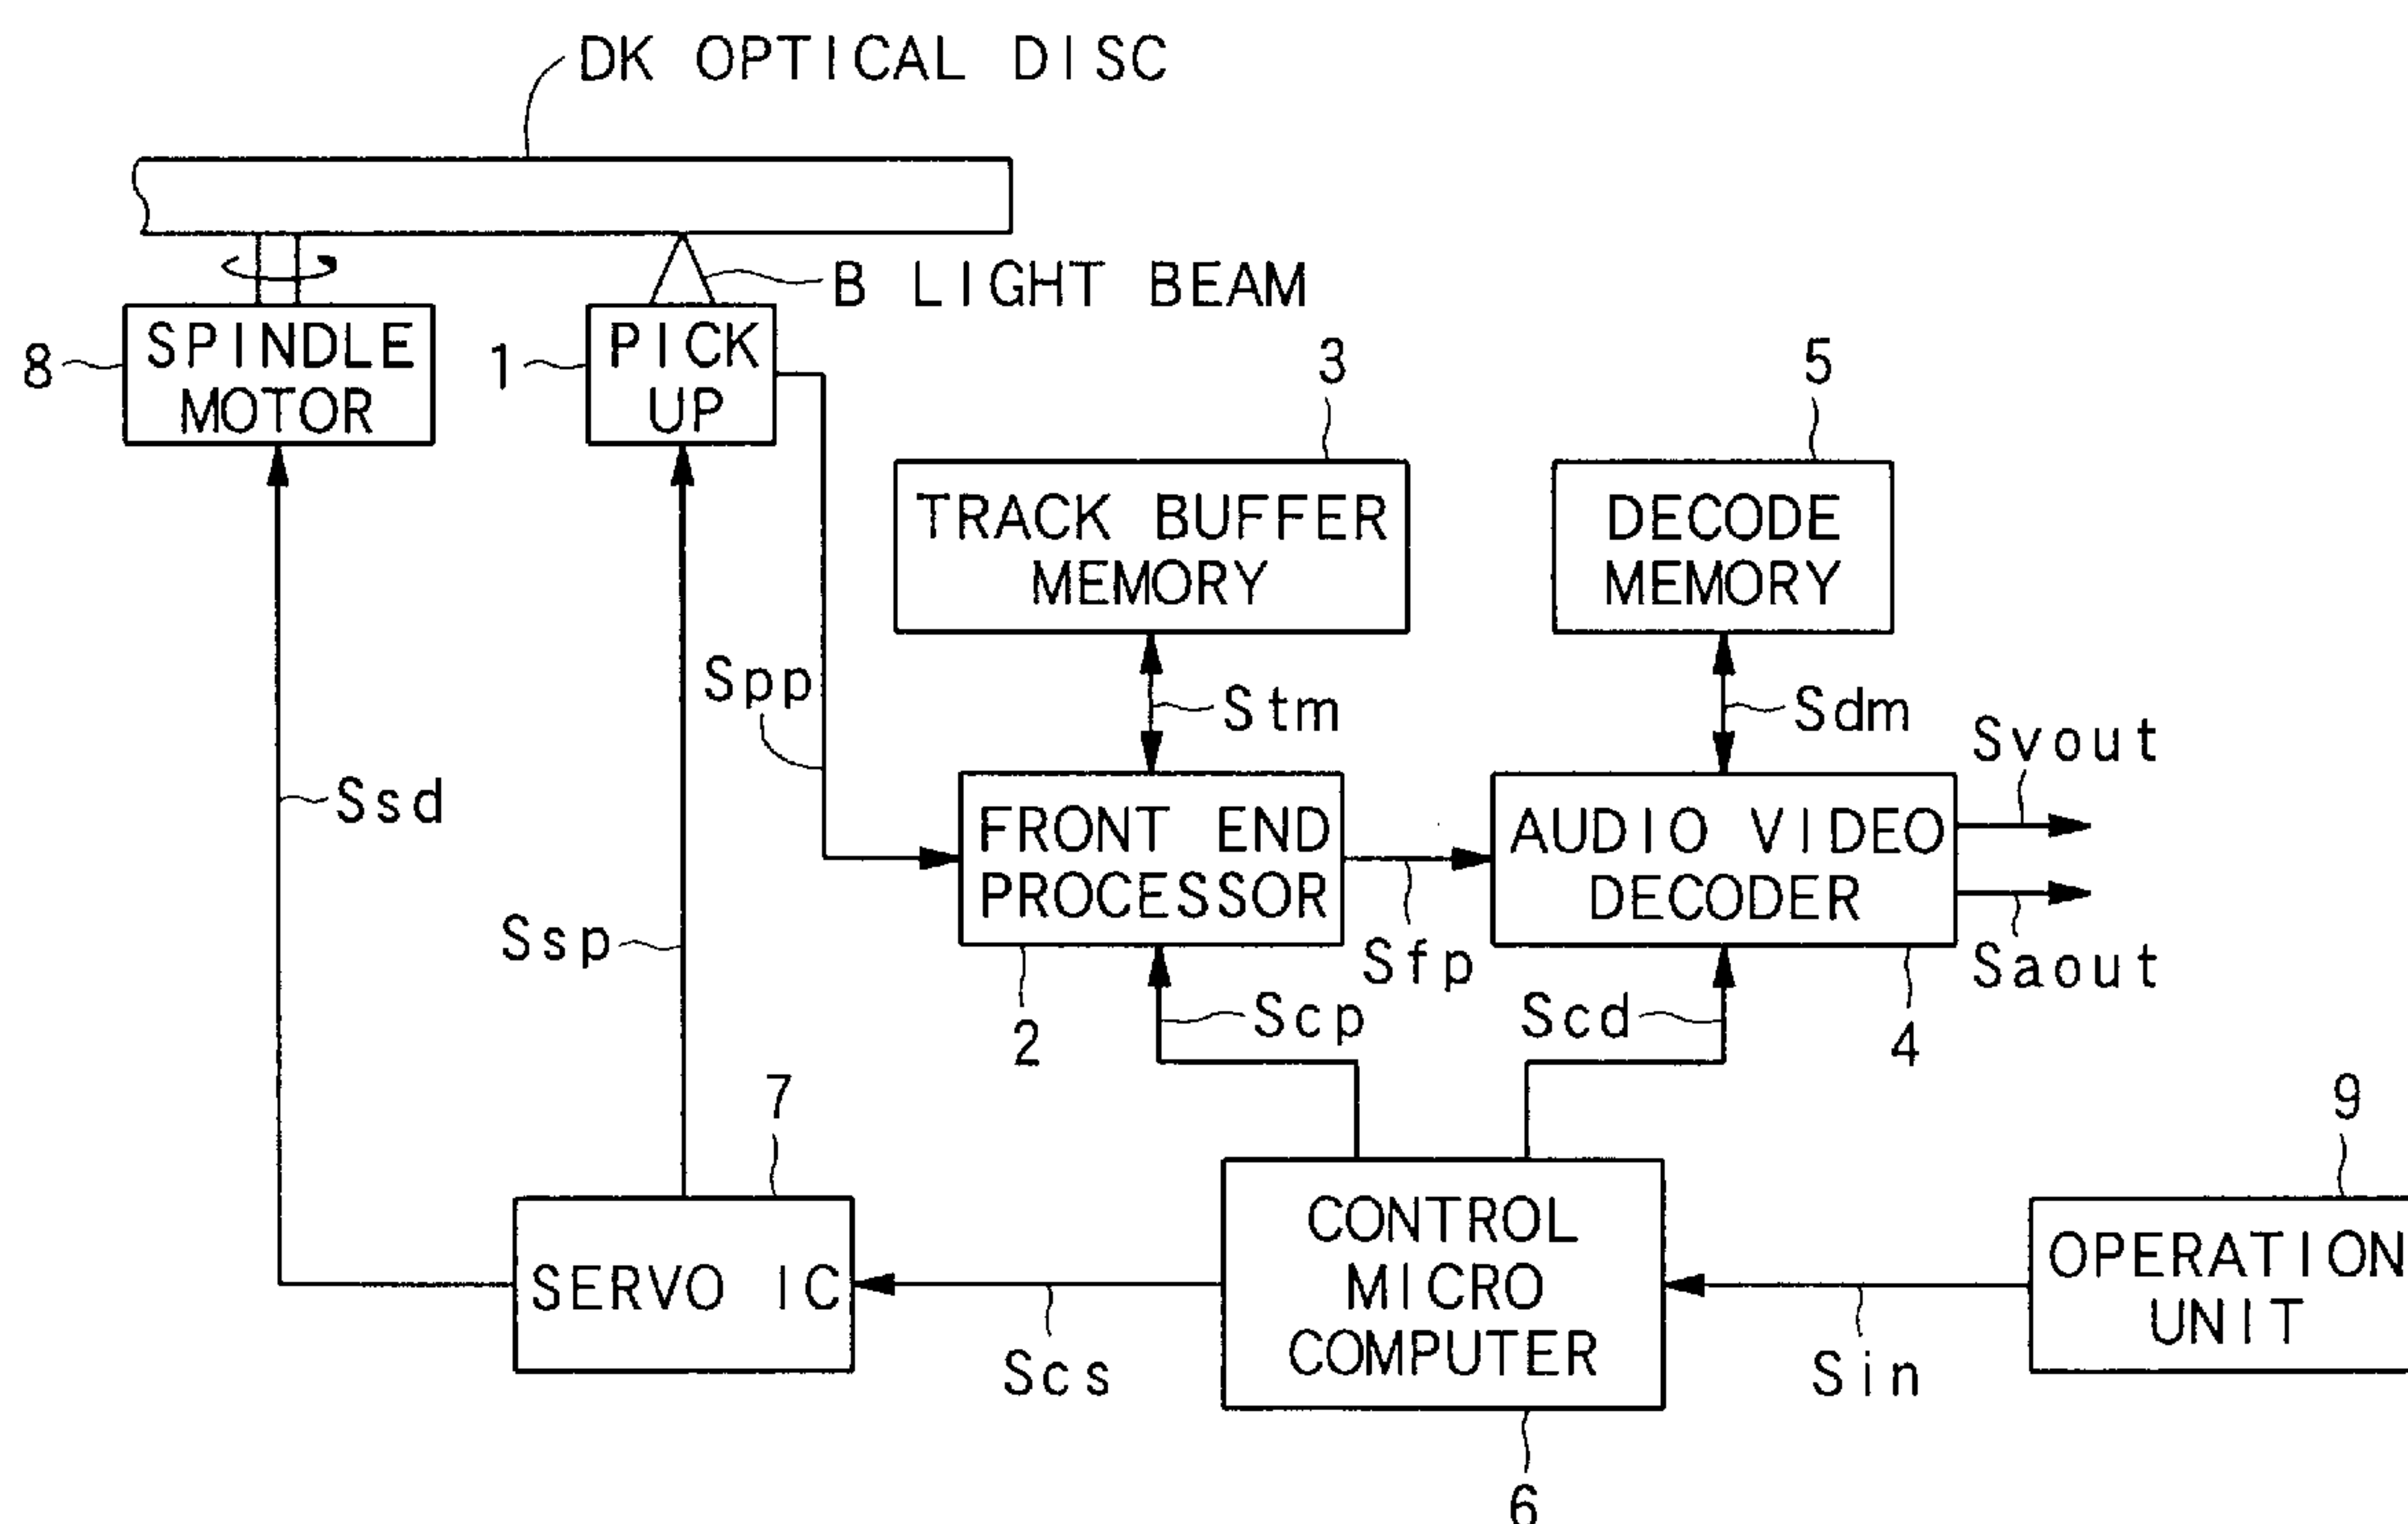 DK OPTICAL DISC
B LIGHT BEAM
8
SPINDLE
MOTOR
1
PICK
UP
3
5
TRACK BUFFER
MEMORY
DECODE
MEMORY
Spp
Stm
Sdm
Svout
Ssd
FRONT END
PROCESSOR
AUDIO VIDEO
DECODER
Ssp
Sfp
Saout
Scp
Scd
2
4
7
9
SERVO IC
CONTROL
MICRO
COMPUTER
OPERATION
UNIT
Scs
Sin
6